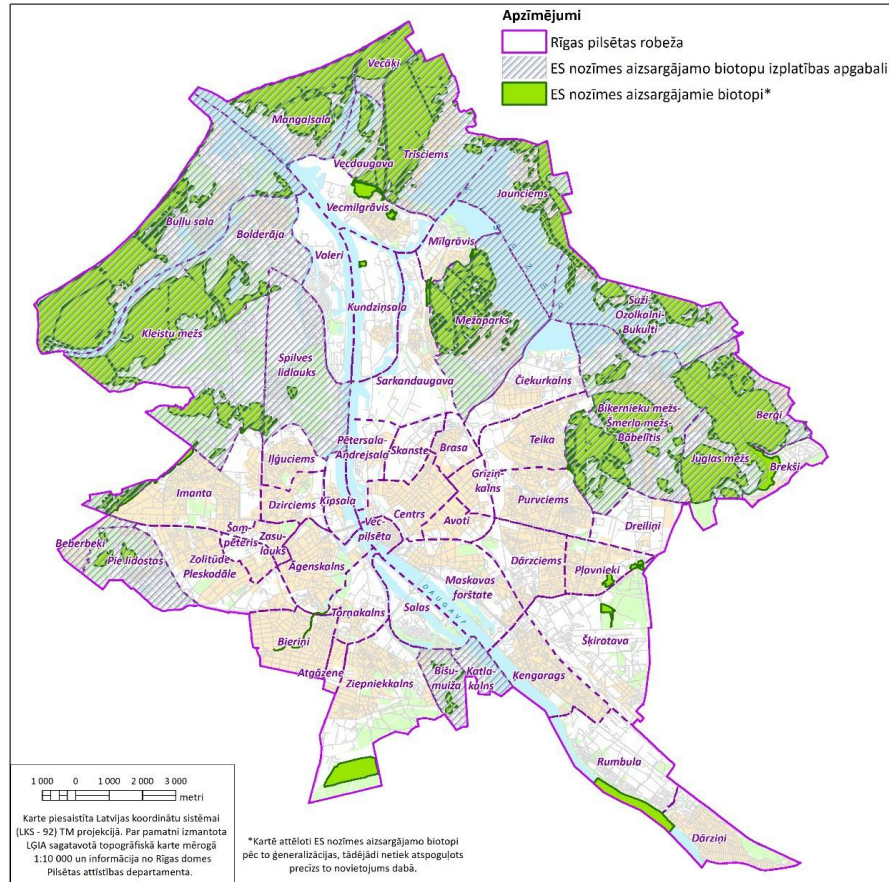 Apzīmējumi
Rīgas pilsētas robeža
ES nozīmes aizsargājamo biotopu izplatības apgabali
ES nozīmes aizsargājamie biotopi*
Vecāķi
Mangaļsala
Vecdaugava
Trīsciems
Jaunciems
Vecmīlgrāvis
Buļļu sala
Bolderāja
Voleri
Mīlgrāvis
Kundziņsala
Mežaparks
Suži-
Ozolkalni-
Bukulti
Kleistu mežs
Spilves
līdlauks
Sarkandaugava
Čiekurkalns
Biķernieku mežs-
Šmerļa mežs-
Bābelītis
Berģi
Juglas mežs
Brekši
Pētersala-
Andrejsala
Skanste
Brasa
Teika
Iļģuciems
Grīziņ-
kalns
Imanta
Dzirciems
Ķīpsala
Centrs
Avoti
Purvciems
Dreiliņi
Vec-
pilsēta
Šam-
pēteris
Zasu-
lauks
Beberbeķi
Pie lidostas
Zolitūde
Pleskodāle
Āgenskalns
Maskavas
forštate
Dārzciems
Pļavnieki
DAUGAVA
Torņakalns
Salas
Šķirotava
Bieriņi
Atgāzene
Ziepniekkalns
Bišu-
muiža
Katla-
kalns
Ķengarags
Rumbula
Dārziņi
1 000 0 1 000 2 000 3 000
metri
Karte piesaistīta Latvijas koordinātu sistēmai
(LKS - 92) TM projekcijā. Par pamatni izmantota
LĢIA sagatavotā topogrāfiskā karte mērogā
1:10 000 un informācija no Rīgas domes
Pilsētas attīstības departamenta.
*Kartē attēloti ES nozīmes aizsargājamo biotopi
pēc to ģeneralizācijas, tādējādi netiek atspoguļots
precīzs to novietojums dabā.